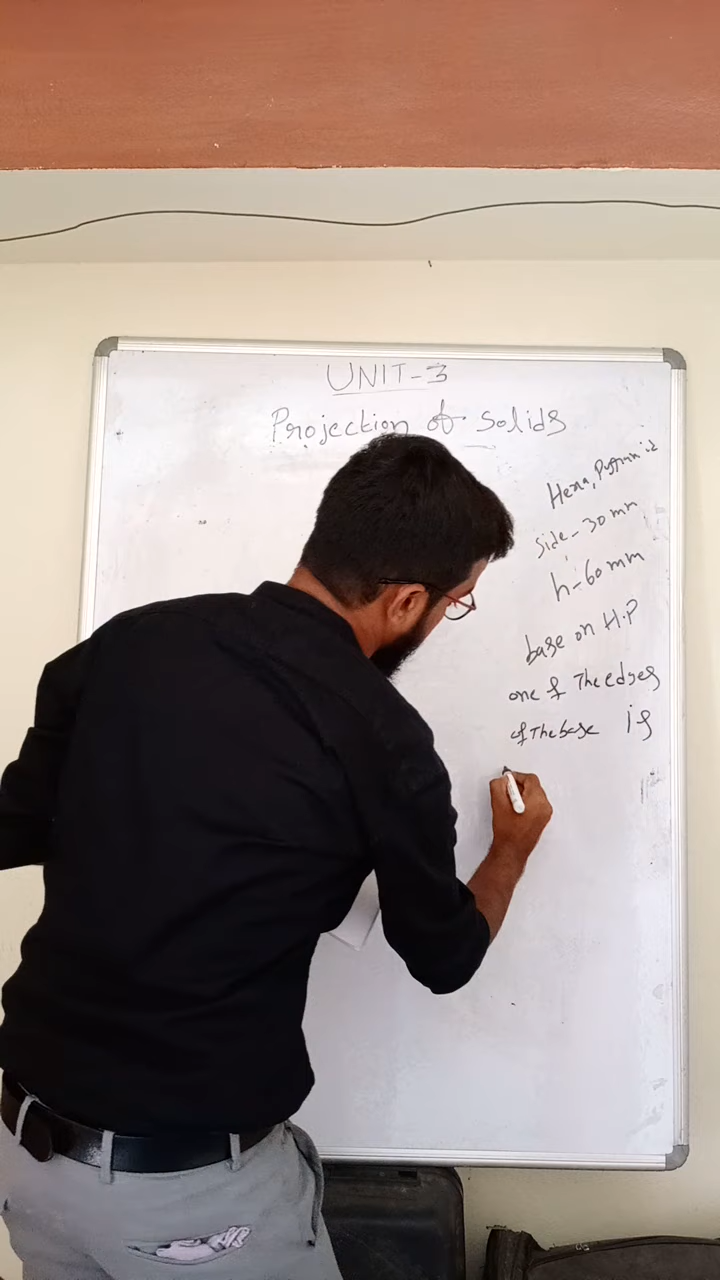 UNIT-3
Projection of Solids
Hexa, Pyramid
Side - 30 mm
h - 60 mm
base on H.P
one of The edges
of The base is